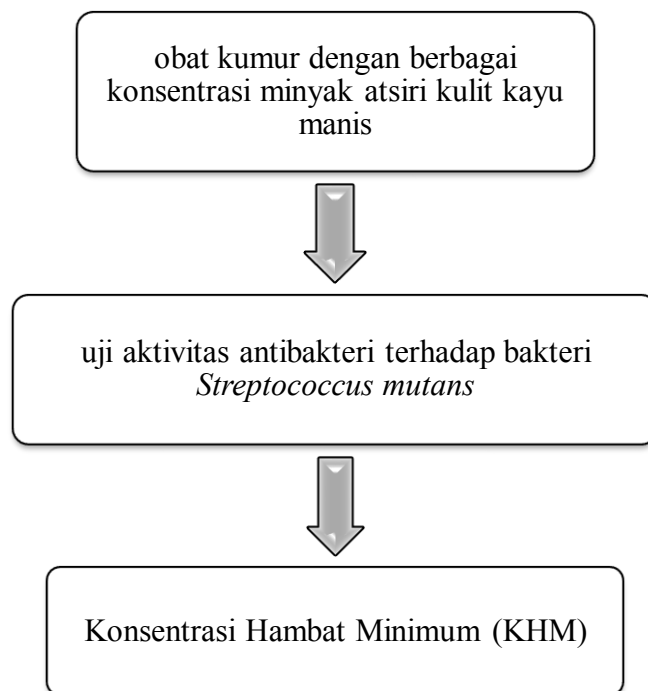 obat kumur dengan berbagai
konsentrasi minyak atsiri kulit kayu
manis
uji aktivitas antibakteri terhadap bakteri
Streptococcus mutans
Konsentrasi Hambat Minimum (KHM)